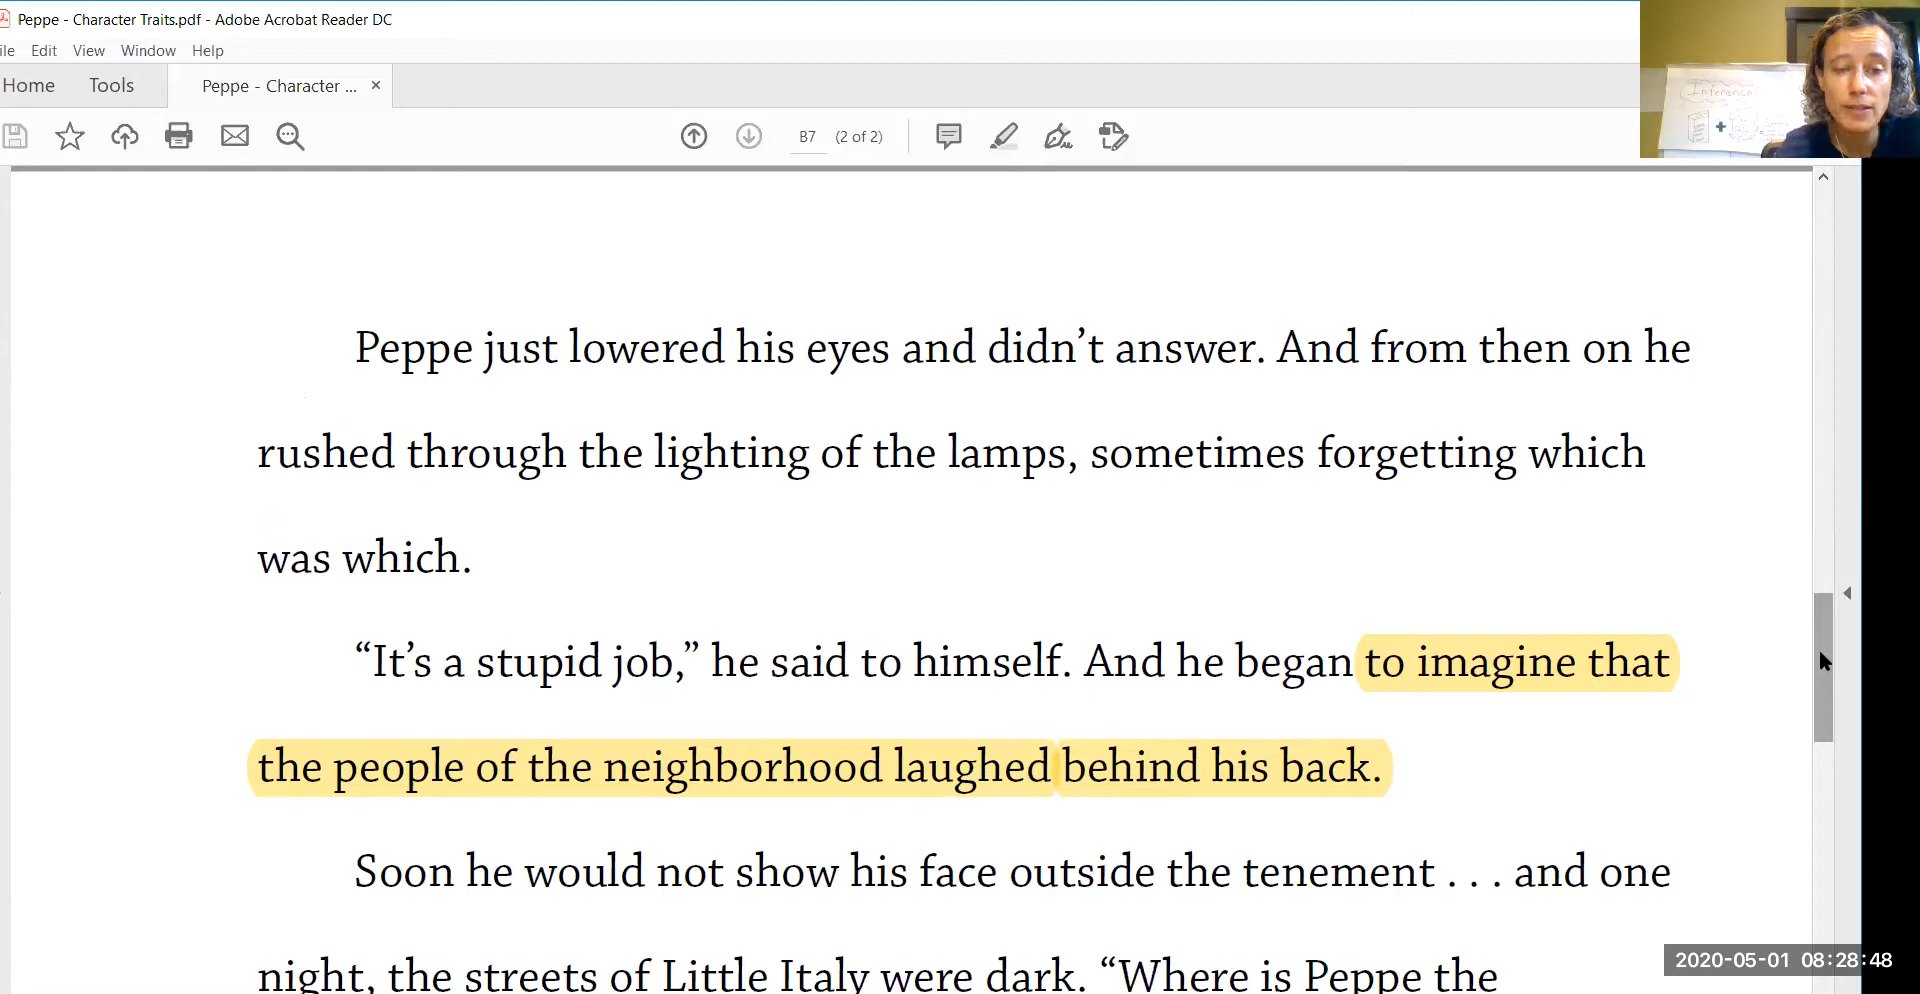 Peppe - Character Traits.pdf - Adobe Acrobat Reader DC
ile Edit View Window Help
Home Tools Peppe - Character ... ×
B7 (2 of 2)
Inferences
+
Peppe just lowered his eyes and didn’t answer. And from then on he
rushed through the lighting of the lamps, sometimes forgetting which
was which.
“It’s a stupid job,” he said to himself. And he began to imagine that
the people of the neighborhood laughed behind his back.
Soon he would not show his face outside the tenement . . . and one
night, the streets of Little Italy were dark. “Where is Peppe the
2020-05-01 08:28:48